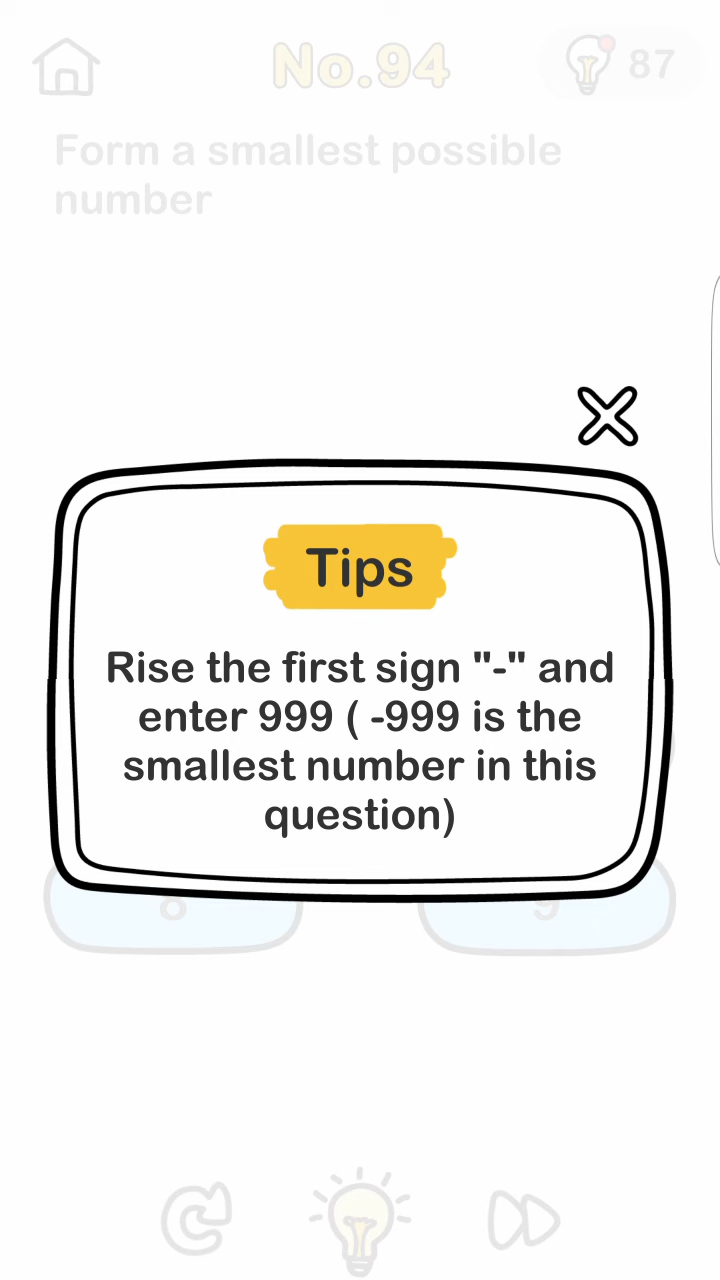 No.94
87
Form a smallest possible
number
Tips
Rise the first sign "-" and
enter 999 ( -999 is the
smallest number in this
question)
9